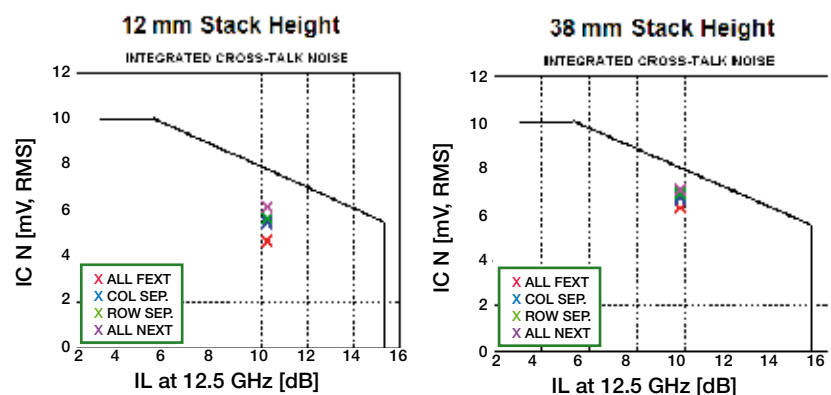 12 mm Stack Height
INTEGRATED CROSS-TALK NOISE
IC N [mV, RMS]
12
10
8
6
4
2
0
X ALL FEXT
X COL SEP.
X ROW SEP.
X ALL NEXT
2 4 6 8 10 12 14 16
IL at 12.5 GHz [dB]
38 mm Stack Height
INTEGRATED CROSS-TALK NOISE
IC N [mV, RMS]
12
10
8
6
4
2
0
X ALL FEXT
X COL SEP.
X ROW SEP.
X ALL NEXT
2 4 6 8 10 12 14 16
IL at 12.5 GHz [dB]